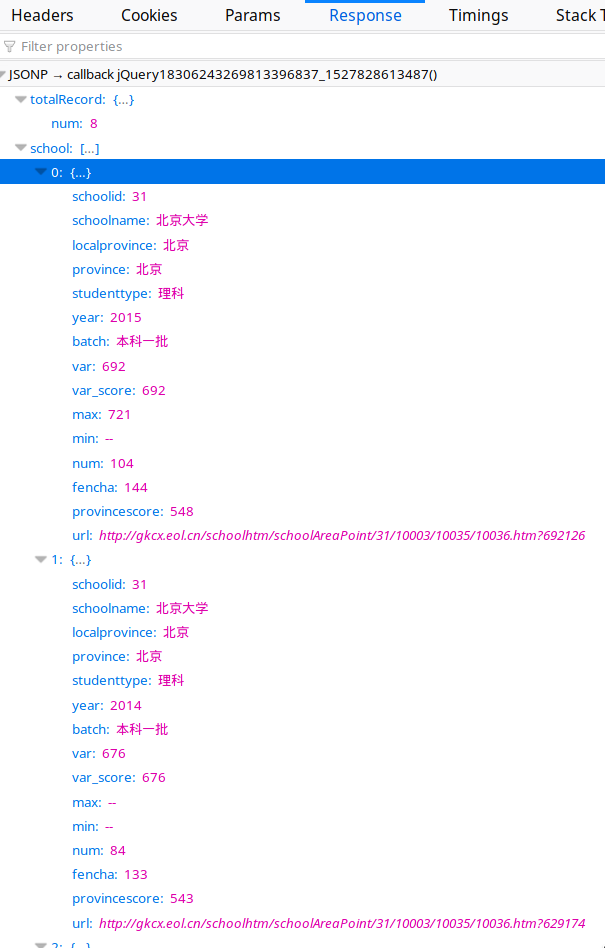 Headers Cookies Params Response Timings Stack T
Filter properties
JSONP → callback jQuery18306243269813396837_1527828613487()
totalRecord: {…}
num: 8
school: […]
0: {…}
schoolid: 31
schoolname: 北京大学
localprovince: 北京
province: 北京
studenttype: 理科
year: 2015
batch: 本科一批
var: 692
var_score: 692
max: 721
min: --
num: 104
fencha: 144
provincescore: 548
url: http://gkcx.eol.cn/schoolhtm/schoolAreaPoint/31/10003/10035/10036.htm?692126
1: {…}
schoolid: 31
schoolname: 北京大学
localprovince: 北京
province: 北京
studenttype: 理科
year: 2014
batch: 本科一批
var: 676
var_score: 676
max: --
min: --
num: 84
fencha: 133
provincescore: 543
url: http://gkcx.eol.cn/schoolhtm/schoolAreaPoint/31/10003/10035/10036.htm?629174
2: {…}